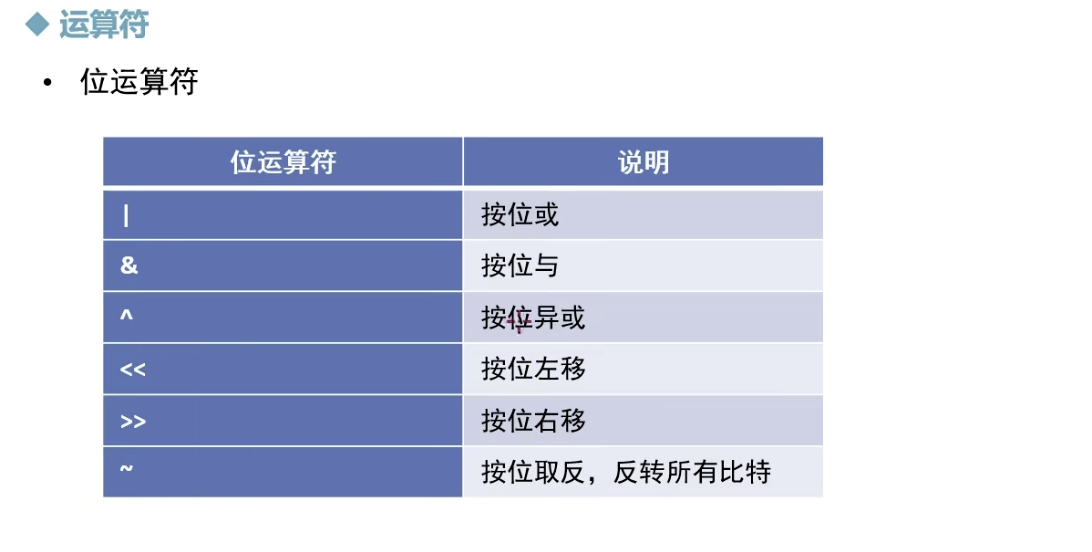 ◆ 运算符
• 位运算符
位运算符 说明
| 按位或
& 按位与
^ 按位异或
<< 按位左移
>> 按位右移
~ 按位取反，反转所有比特